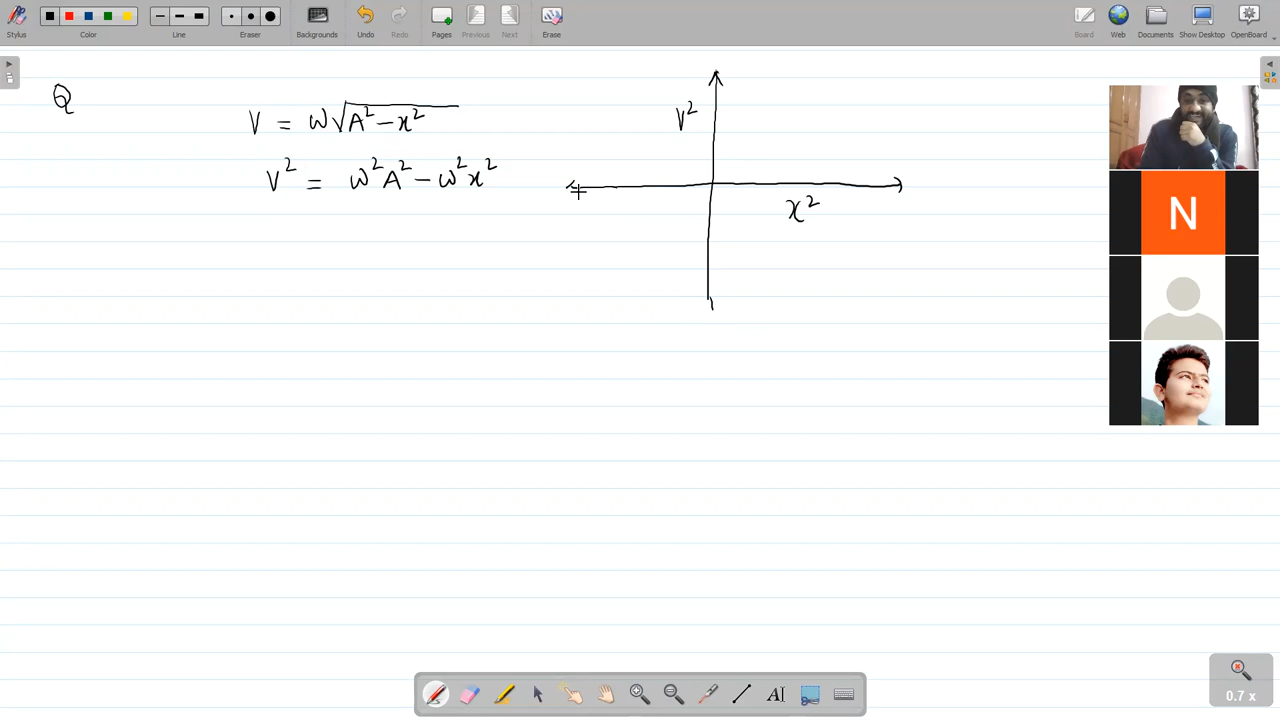 Stylus Color Line Eraser Backgrounds Undo Redo Pages Previous Next Erase Board Web Documents Show Desktop OpenBoard
Q
V = ω√A² − x²
V² = ω²A² − ω²x²
V²
x²
N
0.7 x